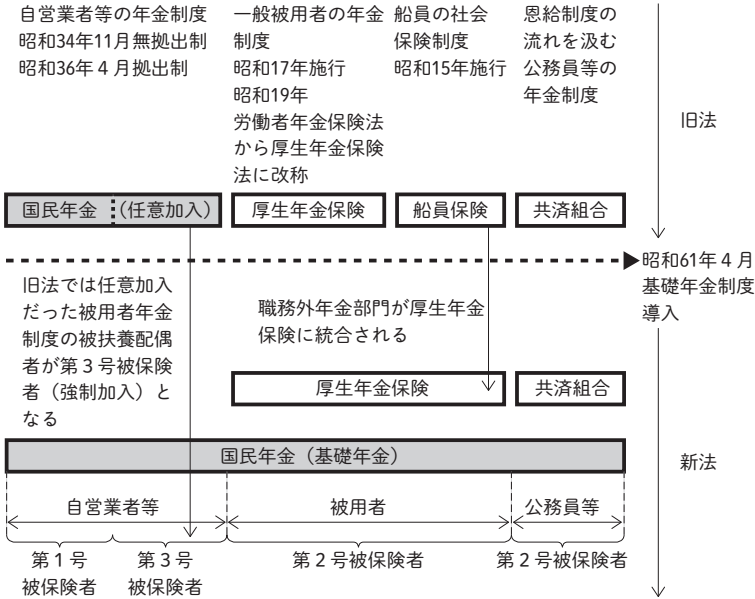 自営業者等の年金制度
昭和34年11月無拠出制
昭和36年４月拠出制
一般被用者の年金
制度
昭和17年施行
昭和19年
労働者年金保険法
から厚生年金保険
法に改称
船員の社会
保険制度
昭和15年施行
恩給制度の
流れを汲む
公務員等の
年金制度
旧法
国民年金（任意加入）
厚生年金保険
船員保険
共済組合
昭和61年４月
基礎年金制度
導入
旧法では任意加入
だった被用者年金
制度の被扶養配偶
者が第３号被保険
者（強制加入）と
なる
職務外年金部門が厚生年金
保険に統合される
厚生年金保険
共済組合
国民年金（基礎年金）
新法
自営業者等
被用者
公務員等
第１号
被保険者
第３号
被保険者
第２号被保険者
第２号被保険者